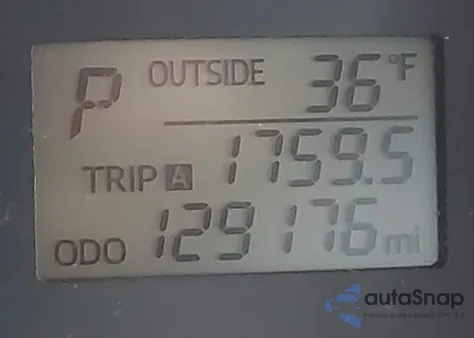 P OUTSIDE 36°F
TRIP A 1759.5
ODO 129176 mi
autaSnap